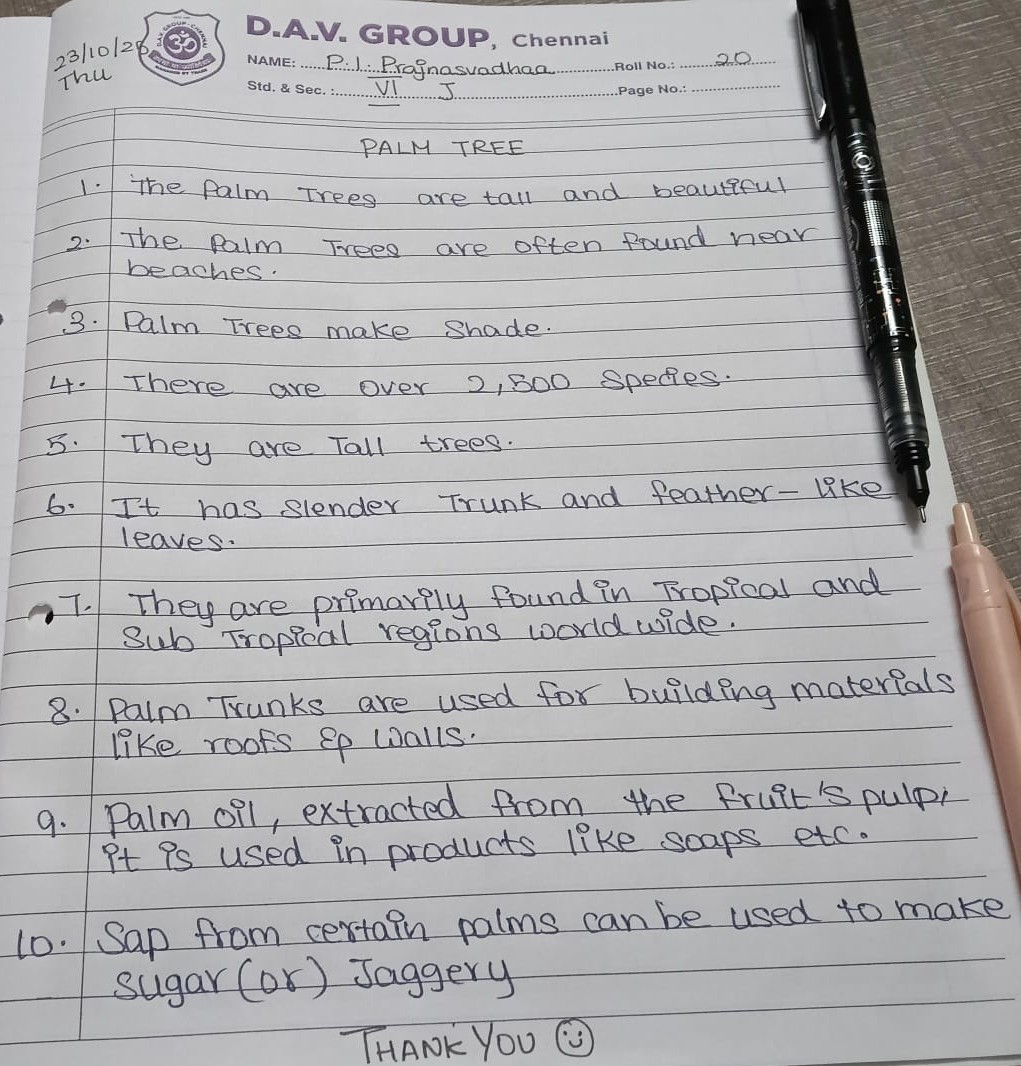 D.A.V. GROUP, Chennai
23/10/25
Thu
NAME: P.J. Prajnasvadhaa Roll No.: 20
Std. & Sec.: VI J Page No.:
PALM TREE
1. The Palm Trees are tall and beautiful
2. The Palm Trees are often found near
beaches.
3. Palm Trees make Shade.
4. There are over 2,500 Species.
5. They are Tall trees.
6. It has slender Trunk and feather-like
leaves.
7. They are primarily found in Tropical and
Sub Tropical regions world wide.
8. Palm Trunks are used for building materials
like roofs & walls.
9. Palm oil, extracted from the fruit's pulp,
it is used in products like soaps etc.
10. Sap from certain palms can be used to make
sugar (or) Jaggery
THANK YOU